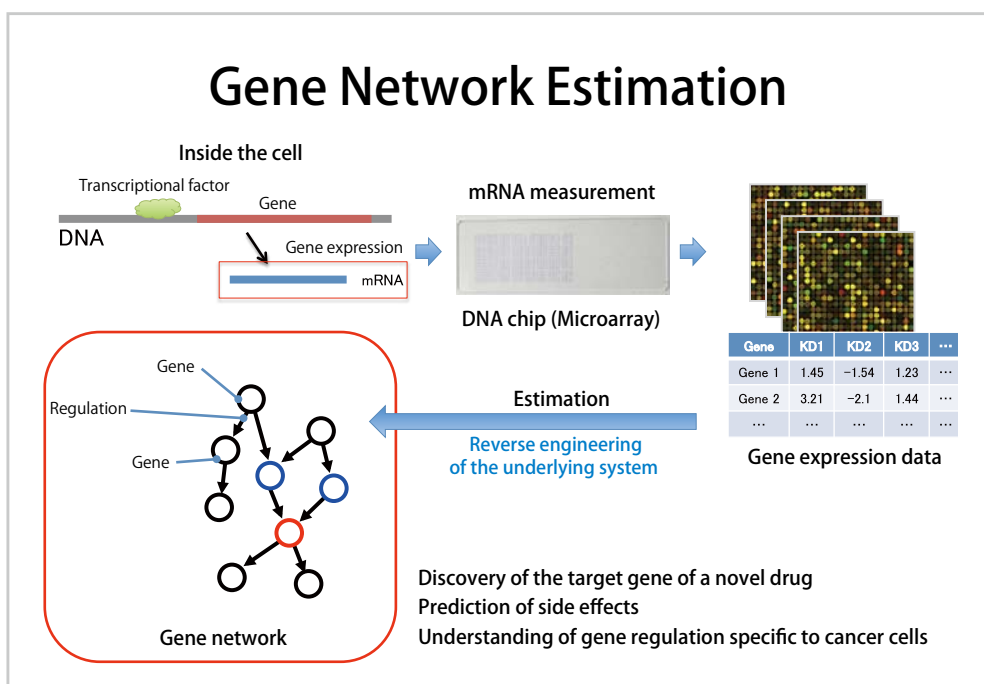 Gene Network Estimation
Inside the cell
Transcriptional factor
Gene
DNA
Gene expression
mRNA
mRNA measurement
DNA chip (Microarray)
Gene KD1 KD2 KD3 ⋯
Gene 1 1.45 −1.54 1.23 ⋯
Gene 2 3.21 −2.1 1.44 ⋯
⋯ ⋯ ⋯ ⋯ ⋯
Gene expression data
Estimation
Reverse engineering
of the underlying system
Gene
Regulation
Gene
Gene network
Discovery of the target gene of a novel drug
Prediction of side effects
Understanding of gene regulation specific to cancer cells